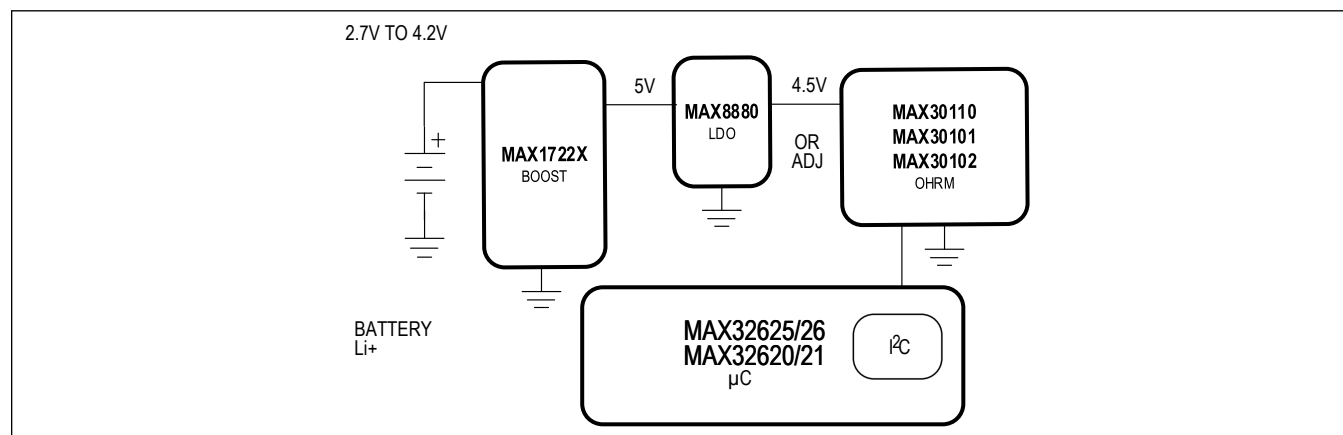 2.7V TO 4.2V
+
BATTERY
Li+
MAX1722X
BOOST
5V
MAX8880
LDO
4.5V
OR
ADJ
MAX30110
MAX30101
MAX30102
OHRM
MAX32625/26
MAX32620/21
µC
I²C